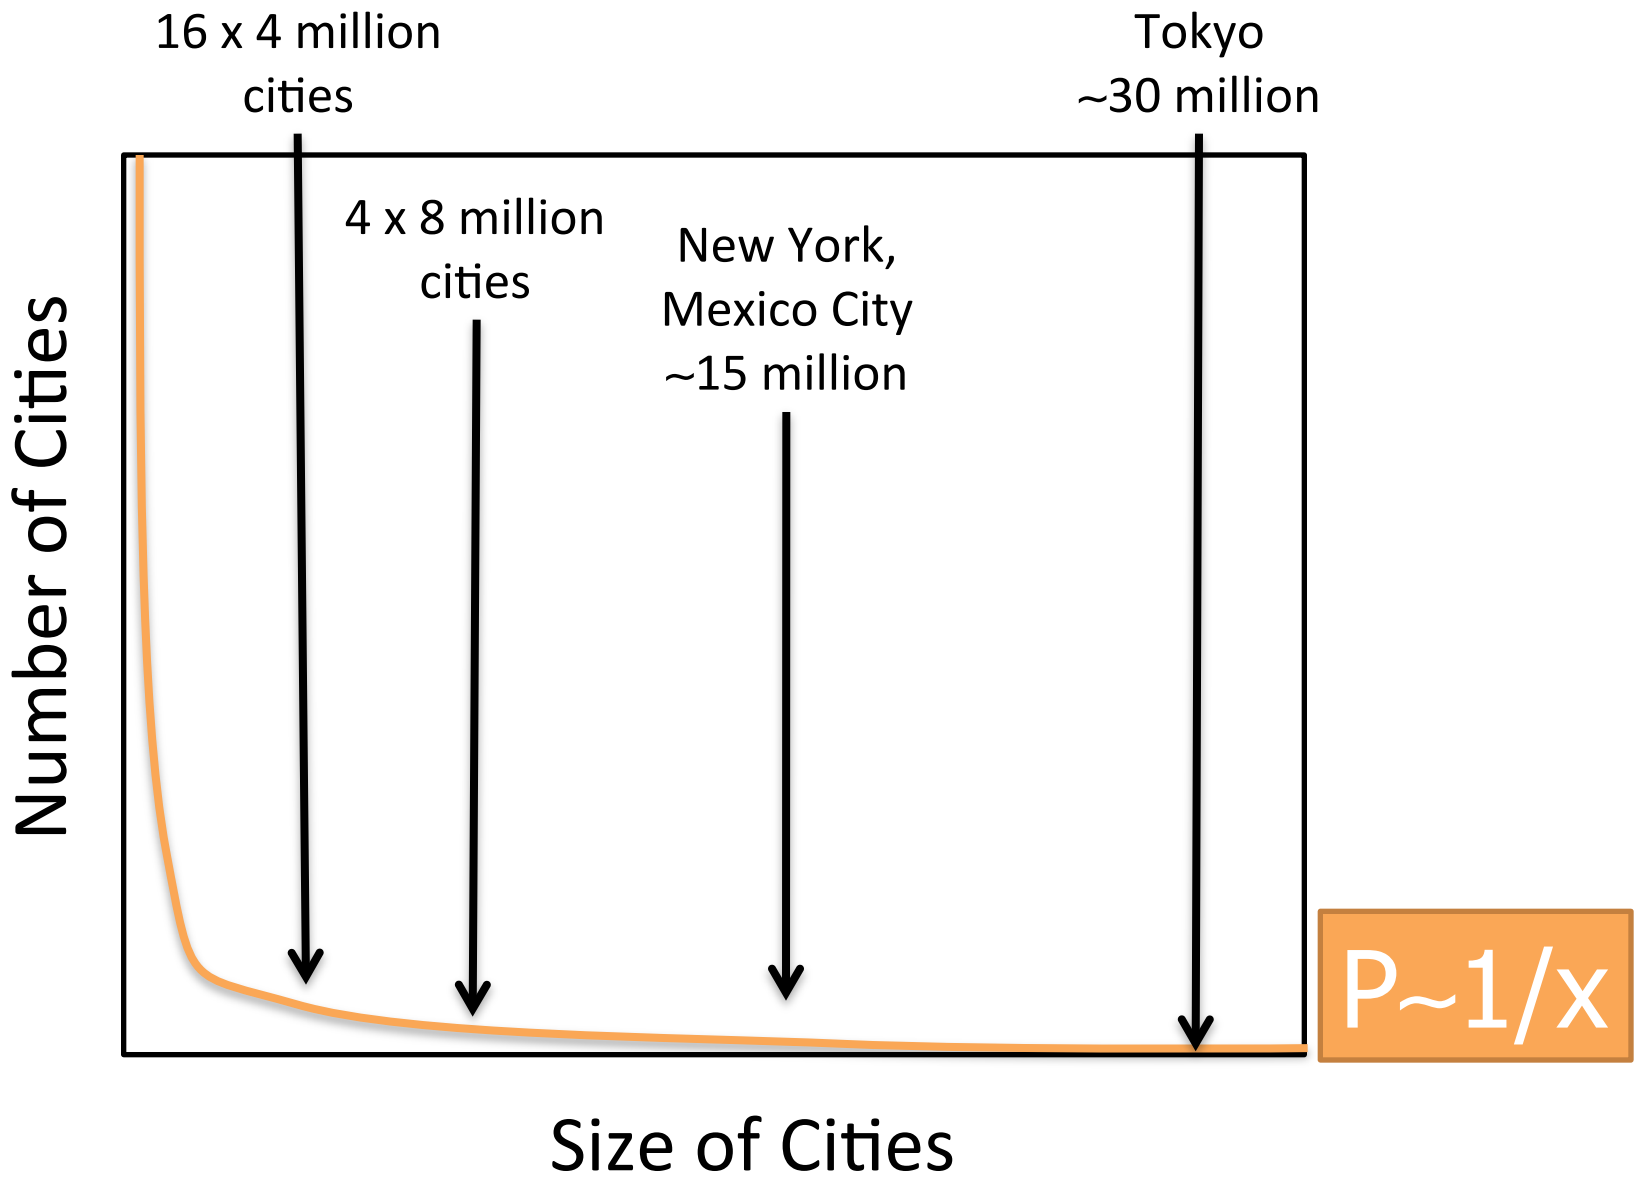 16 x 4 million
cities
Tokyo
~30 million
4 x 8 million
cities
New York,
Mexico City
~15 million
Number of Cities
P~1/x
Size of Cities